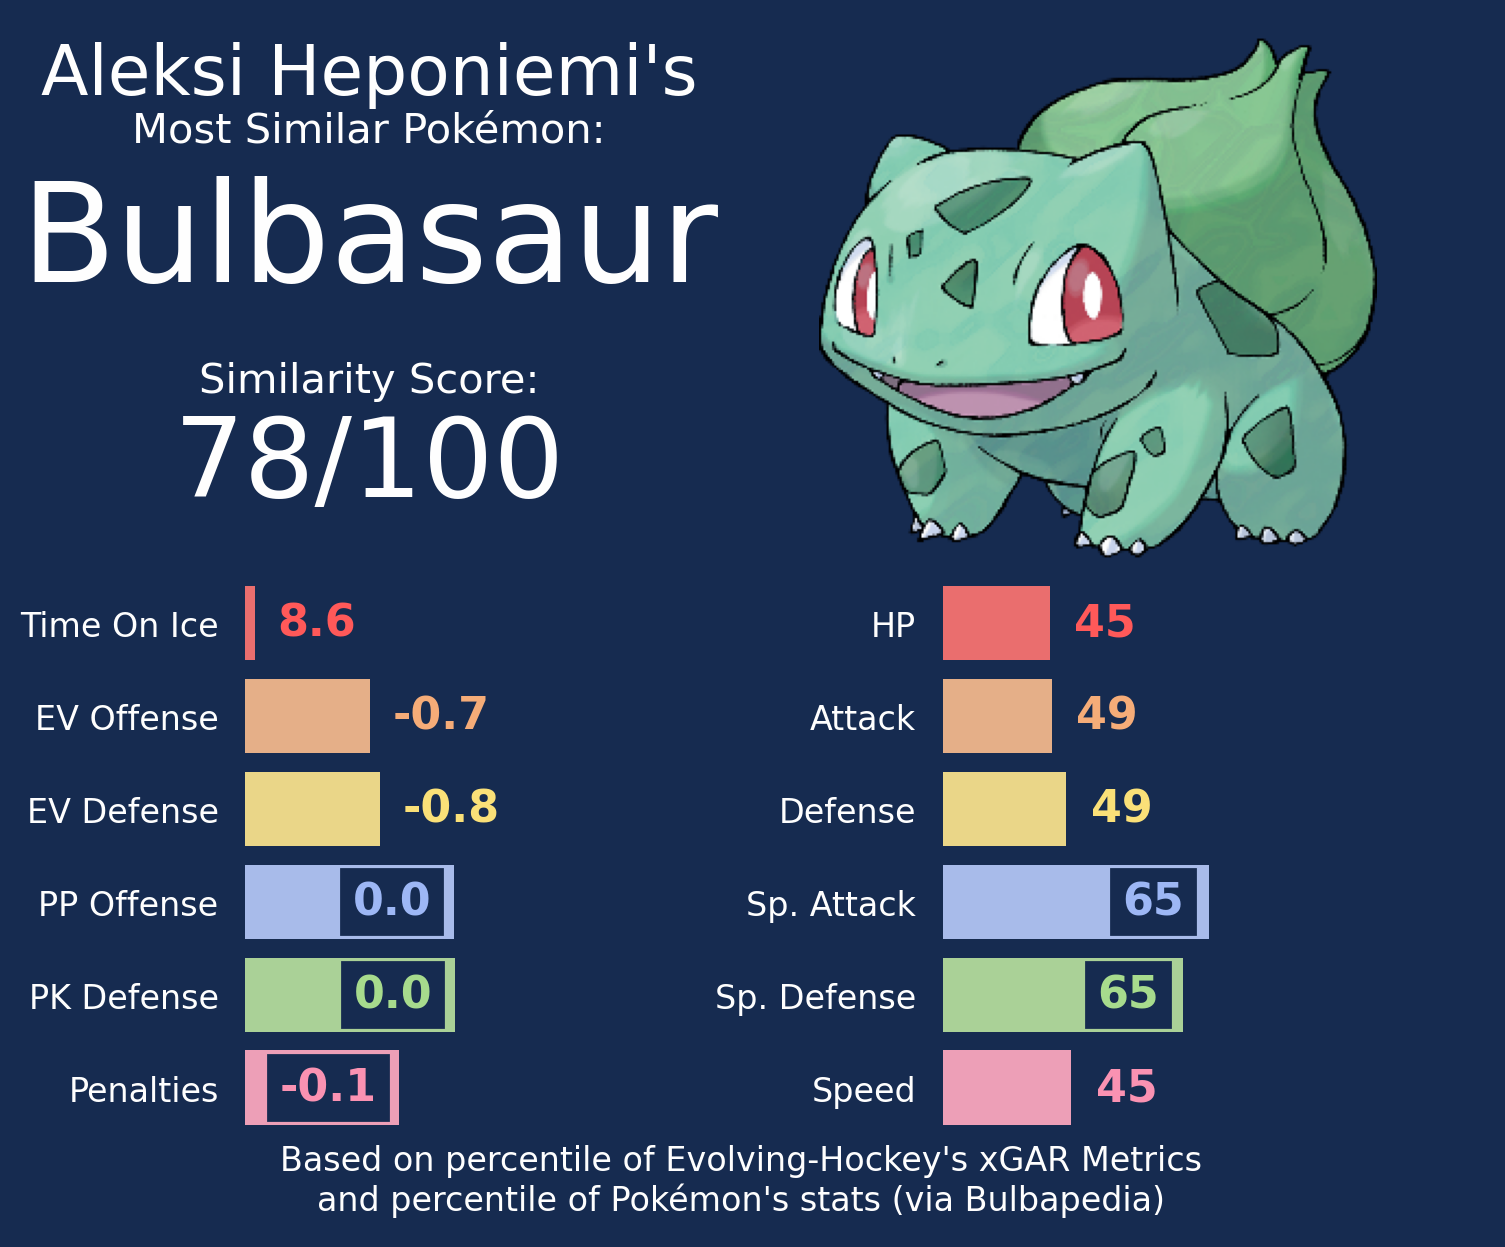 Aleksi Heponiemi's
Most Similar Pokémon:
Bulbasaur
Similarity Score:
78/100
Time On Ice 8.6
EV Offense -0.7
EV Defense -0.8
PP Offense 0.0
PK Defense 0.0
Penalties -0.1
HP 45
Attack 49
Defense 49
Sp. Attack 65
Sp. Defense 65
Speed 45
Based on percentile of Evolving-Hockey's xGAR Metrics
and percentile of Pokémon's stats (via Bulbapedia)